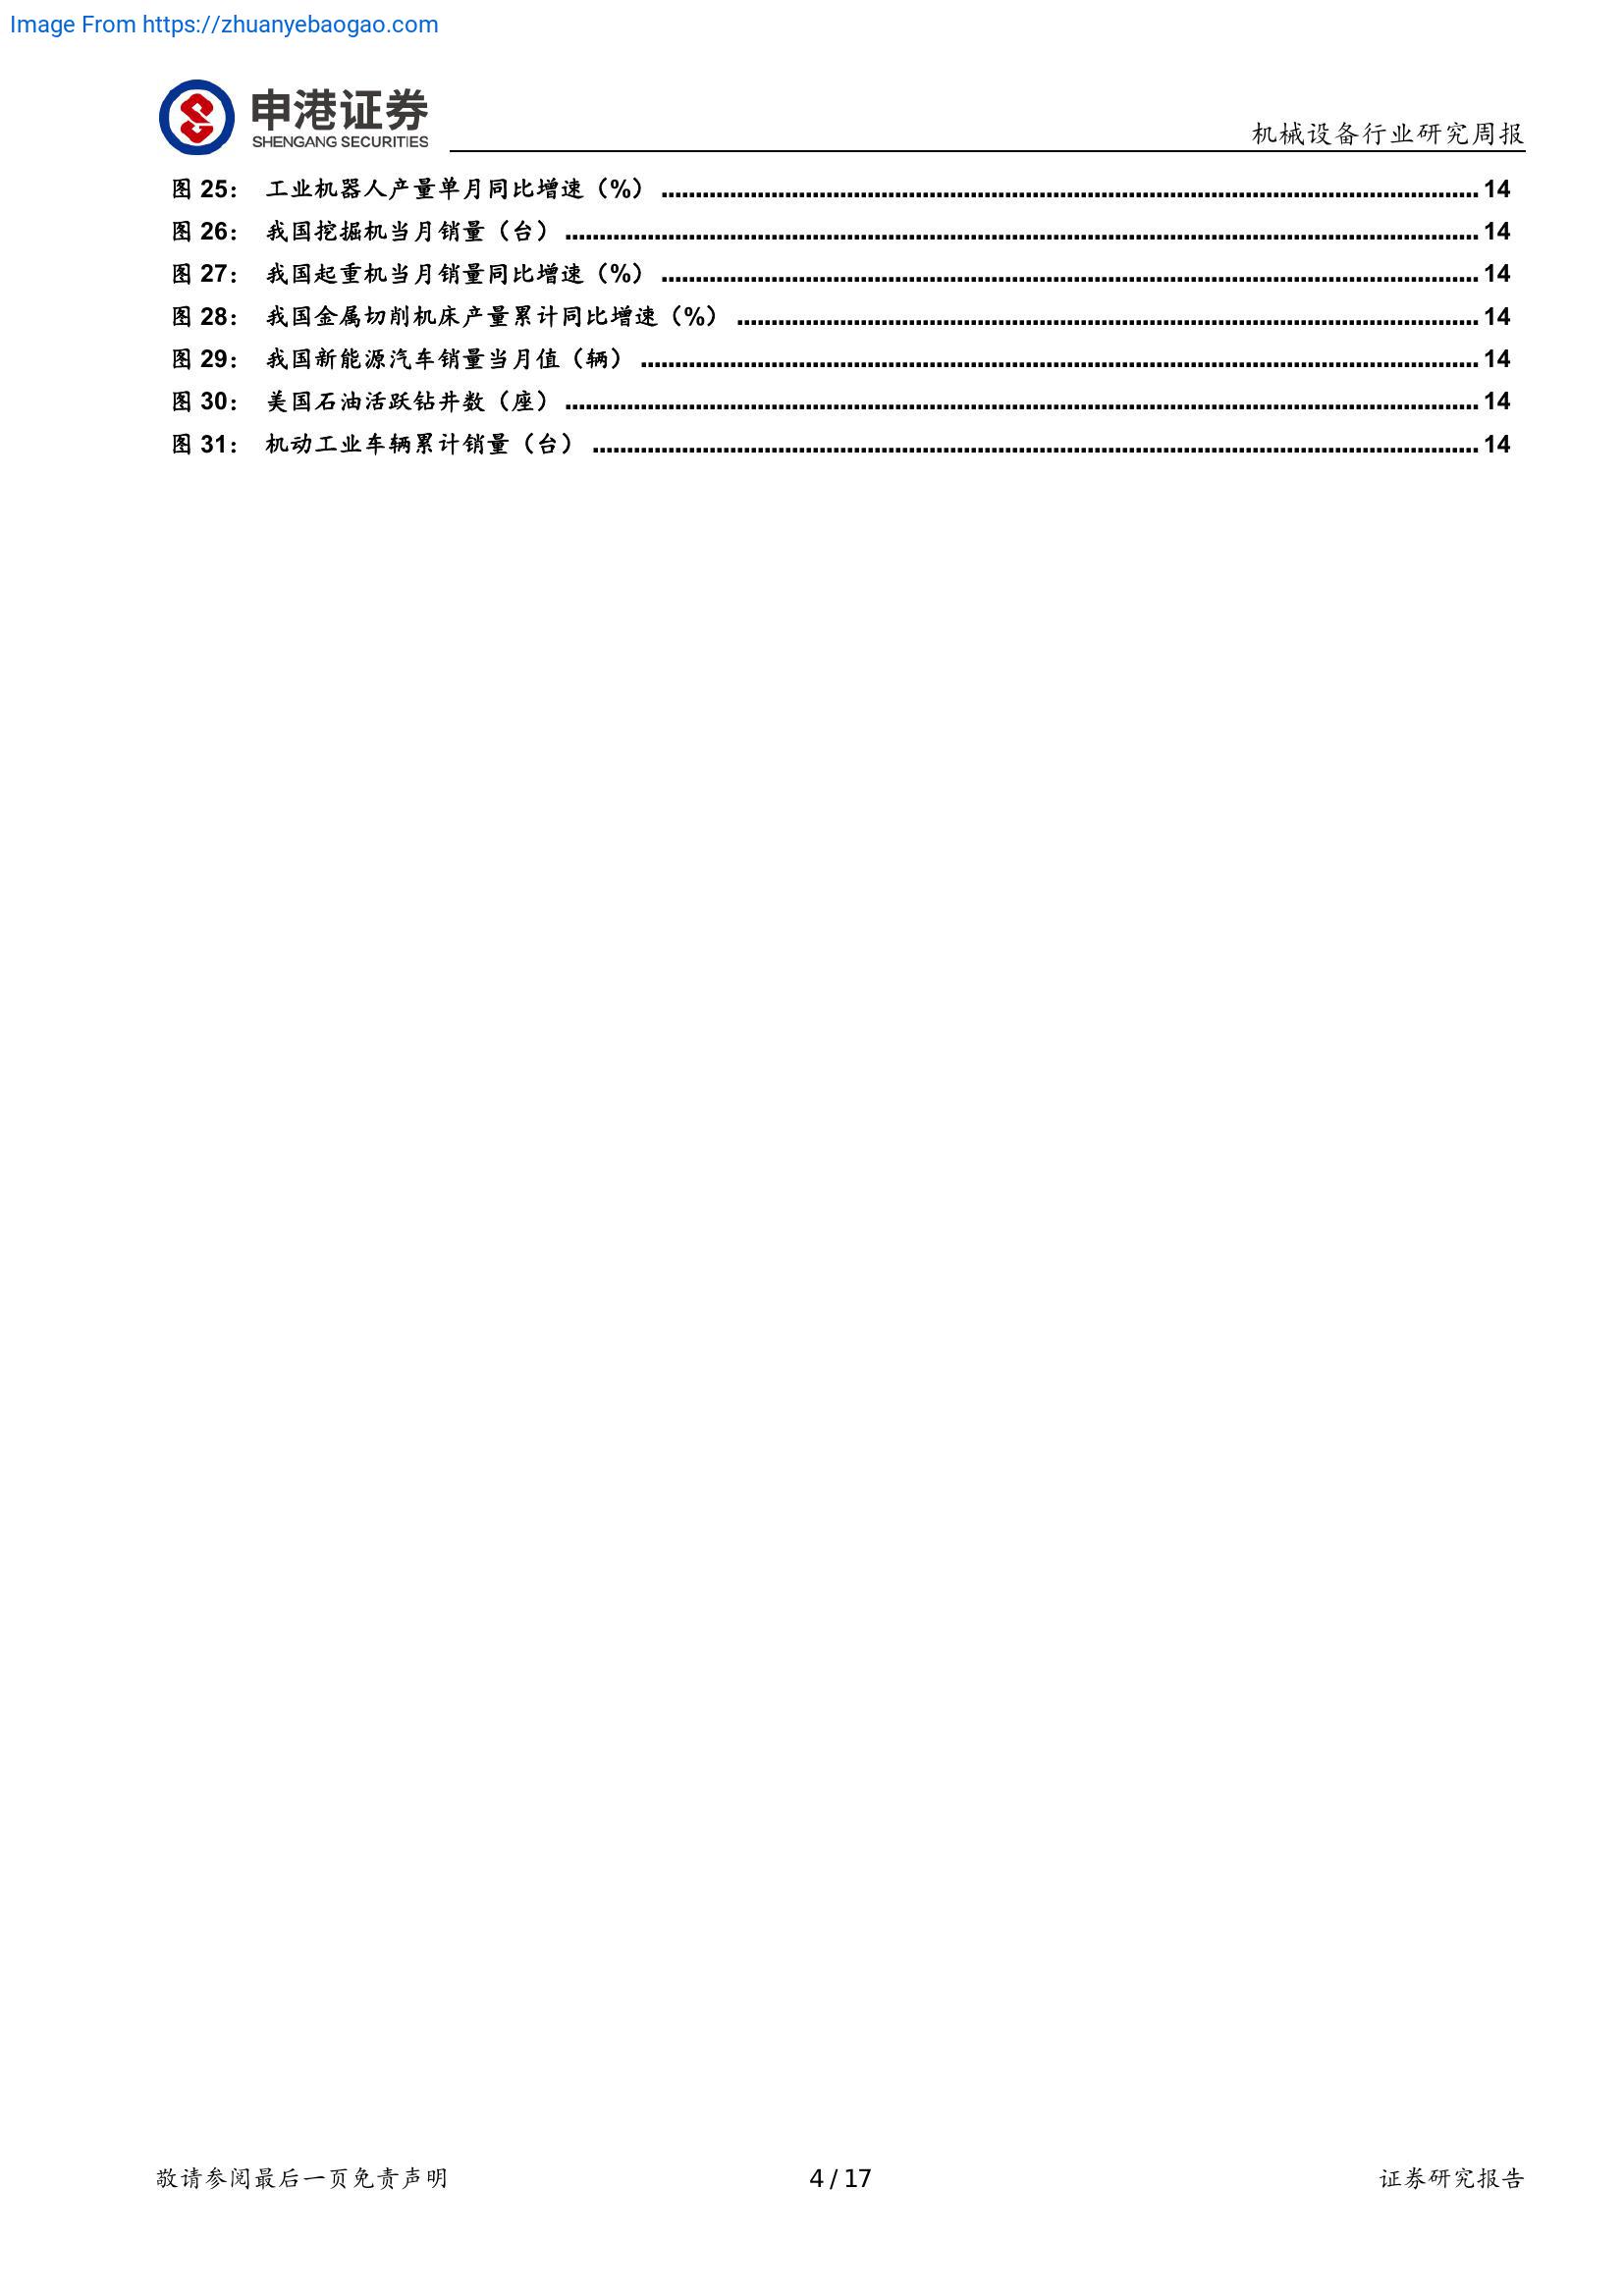 Image From https://zhuanyebaogao.com
申港证券
SHENGANG SECURITIES
机械设备行业研究周报
图 25： 工业机器人产量单月同比增速（%） 14
图 26： 我国挖掘机当月销量（台） 14
图 27： 我国起重机当月销量同比增速（%） 14
图 28： 我国金属切削机床产量累计同比增速（%） 14
图 29： 我国新能源汽车销量当月值（辆） 14
图 30： 美国石油活跃钻井数（座） 14
图 31： 机动工业车辆累计销量（台） 14
敬请参阅最后一页免责声明 4 / 17 证券研究报告